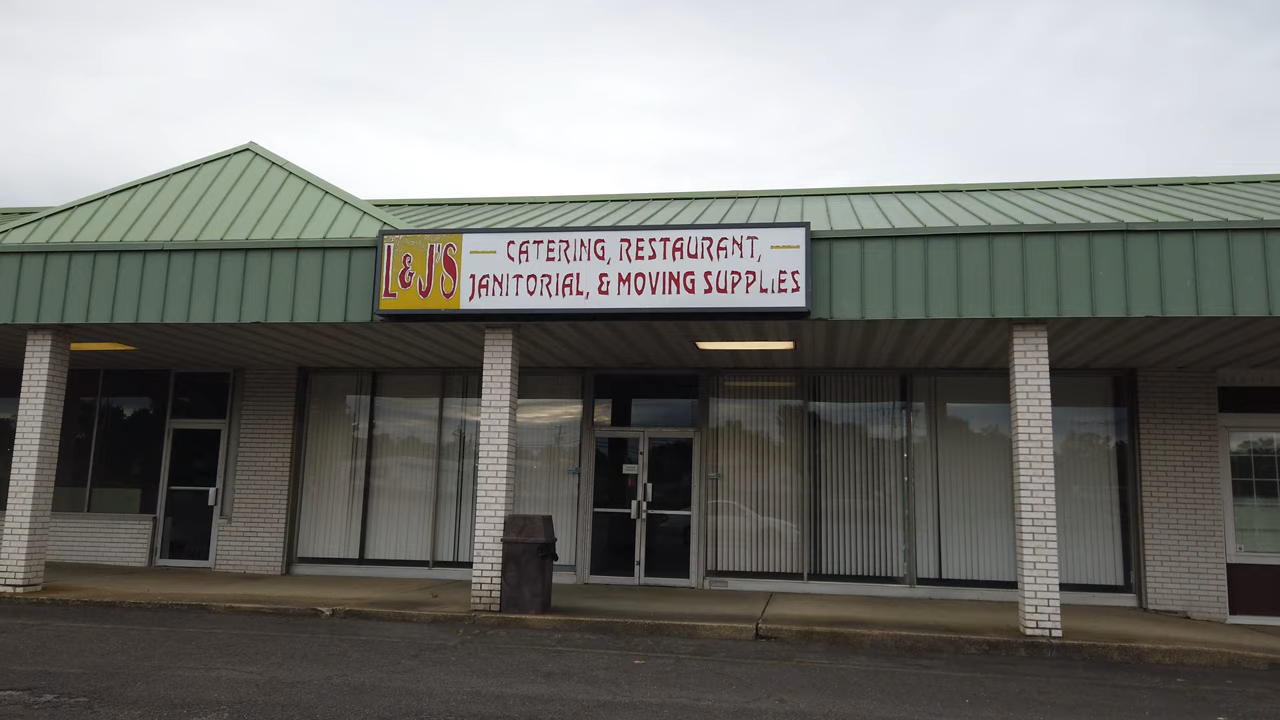 L & J'S
CATERING, RESTAURANT,
JANITORIAL, & MOVING SUPPLIES